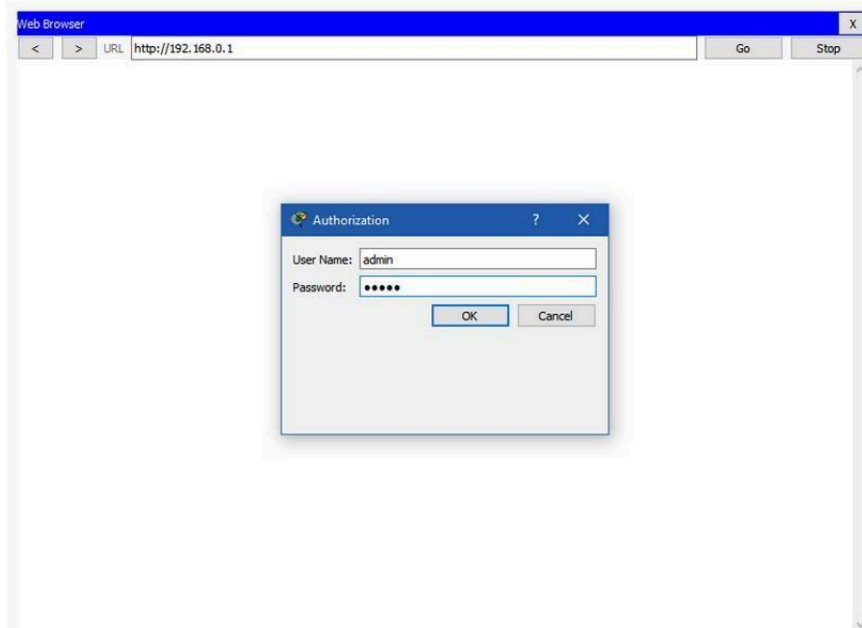 Web Browser X
< > URL http://192.168.0.1 Go Stop
Authorization ? ×
User Name: admin
Password: •••••
OK Cancel